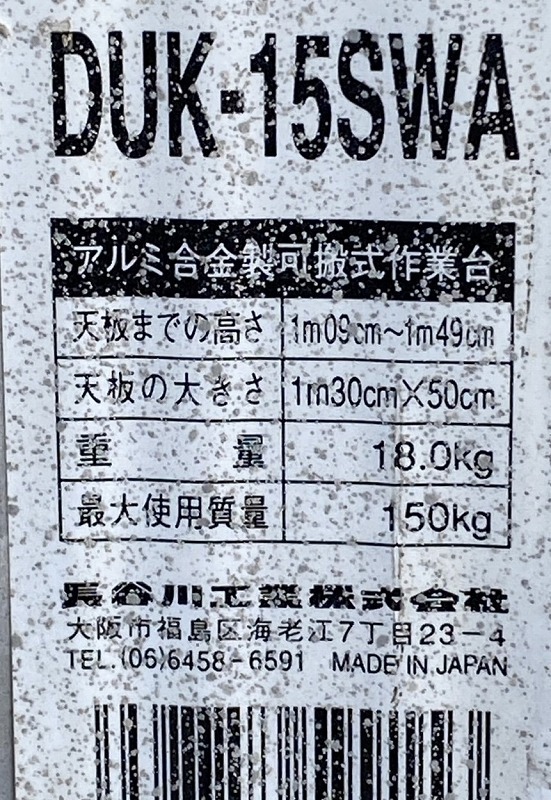 DUK-15SWA
アルミ合金製可搬式作業台
天板までの高さ 1m09cm～1m49cm
天板の大きさ 1m30cm×50cm
重量 18.0kg
最大使用質量 150kg
長谷川工業株式会社
大阪市福島区海老江7丁目23-4
TEL.(06)6458-6591 MADE IN JAPAN